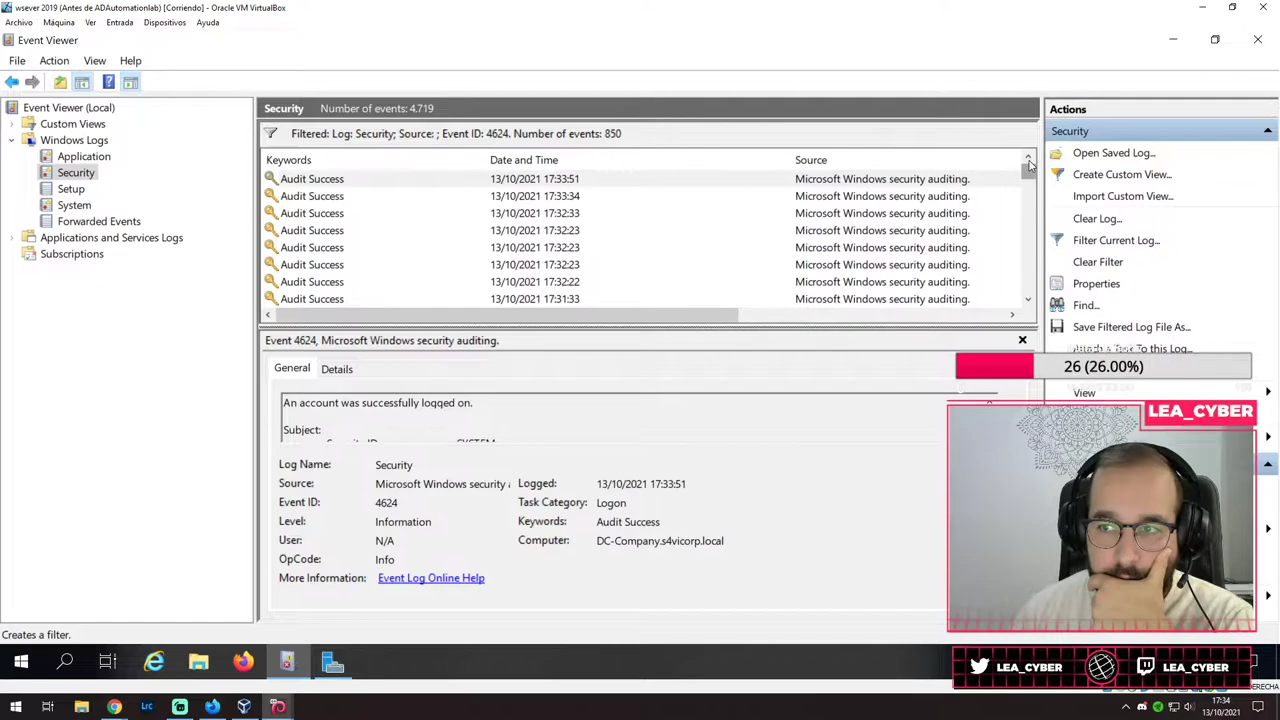 wsever 2019 (Antes de ADAutomationlab) [Corriendo] - Oracle VM VirtualBox
Archivo Máquina Ver Entrada Dispositivos Ayuda
Event Viewer
File Action View Help
Event Viewer (Local)
Custom Views
Windows Logs
Application
Security
Setup
System
Forwarded Events
Applications and Services Logs
Subscriptions
Security Number of events: 4.719
Filtered: Log: Security; Source: ; Event ID: 4624. Number of events: 850
Keywords Date and Time Source
Audit Success 13/10/2021 17:33:51 Microsoft Windows security auditing.
Audit Success 13/10/2021 17:33:34 Microsoft Windows security auditing.
Audit Success 13/10/2021 17:32:33 Microsoft Windows security auditing.
Audit Success 13/10/2021 17:32:23 Microsoft Windows security auditing.
Audit Success 13/10/2021 17:32:23 Microsoft Windows security auditing.
Audit Success 13/10/2021 17:32:23 Microsoft Windows security auditing.
Audit Success 13/10/2021 17:32:22 Microsoft Windows security auditing.
Audit Success 13/10/2021 17:31:33 Microsoft Windows security auditing.
Event 4624, Microsoft Windows security auditing.
General Details
An account was successfully logged on.
Subject:
Log Name: Security
Source: Microsoft Windows security Logged: 13/10/2021 17:33:51
Event ID: 4624 Task Category: Logon
Level: Information Keywords: Audit Success
User: N/A Computer: DC-Company.s4vicorp.local
OpCode: Info
More Information: Event Log Online Help
Actions
Security
Open Saved Log...
Create Custom View...
Import Custom View...
Clear Log...
Filter Current Log...
Clear Filter
Properties
Find...
Save Filtered Log File As...
To this Log...
26 (26.00%)
View
LEA_CYBER
LEA_CYBER LEA_CYBER
Creates a filter.
DERECHA
17:34
13/10/2021